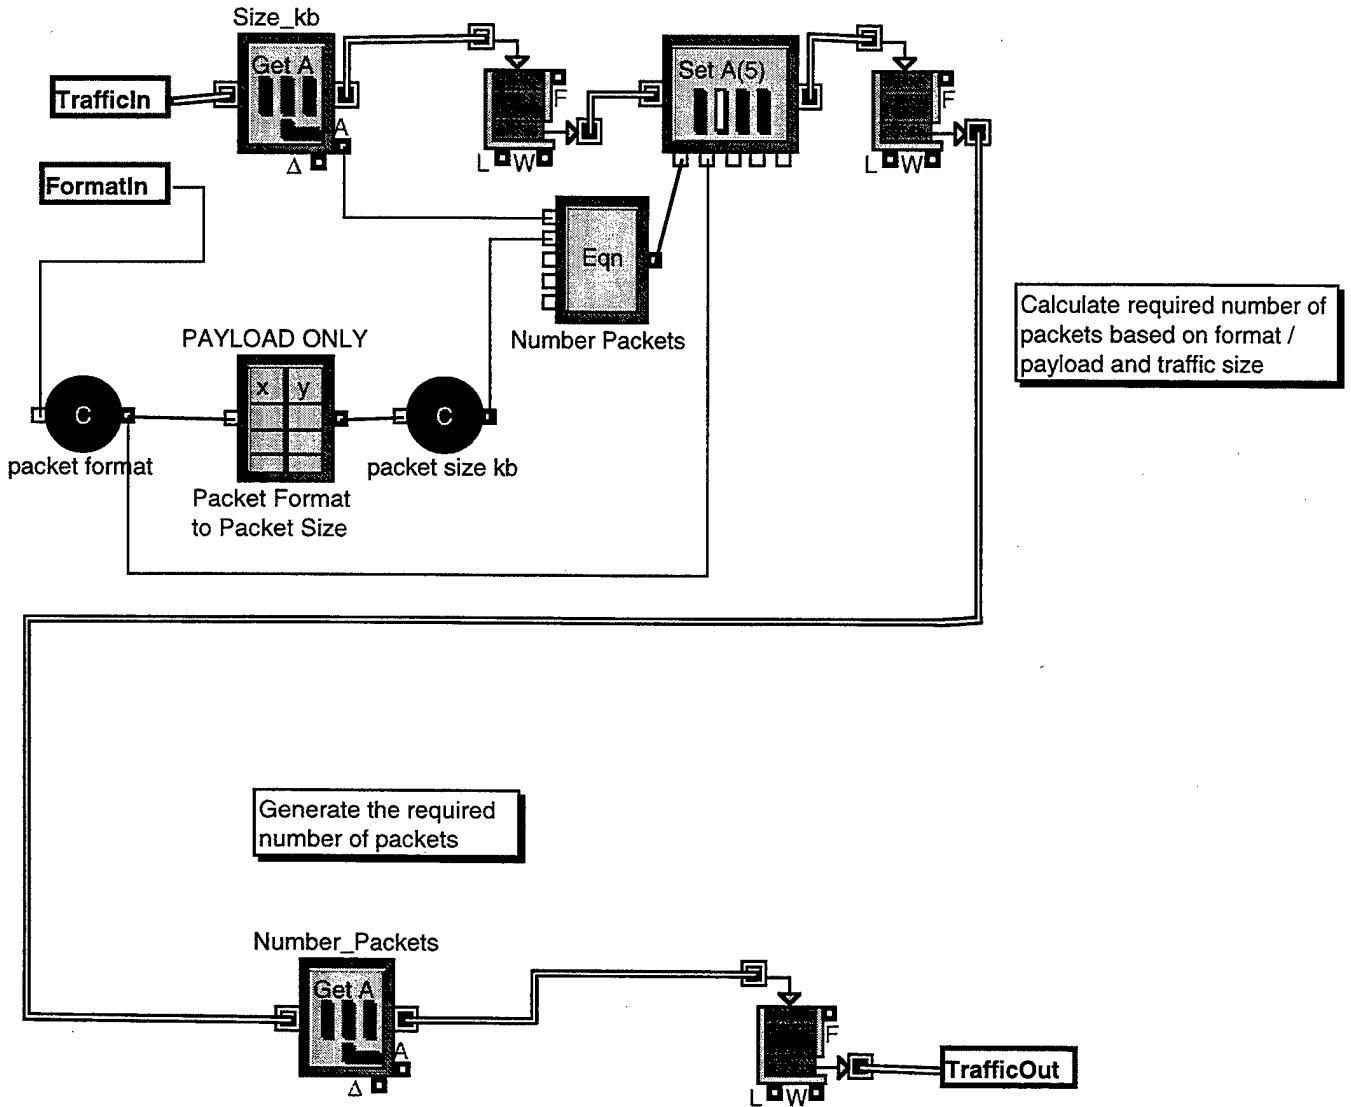 Size_kb
Get A
TrafficIn
A
Δ
F
L W
Set A(5)
F
L W
FormatIn
Eqn
Number Packets
Calculate required number of
packets based on format /
payload and traffic size
PAYLOAD ONLY
x y
C
packet format
C
packet size kb
Packet Format
to Packet Size
Generate the required
number of packets
Number_Packets
Get A
A
Δ
F
L W
TrafficOut